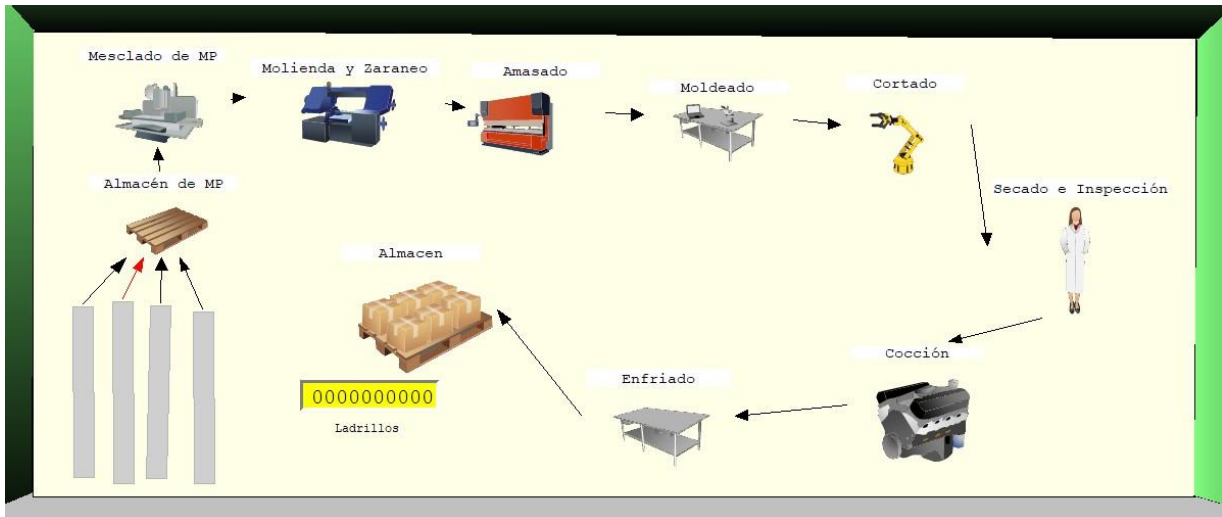 Mesclado de MP
Molienda y Zaraneo
Amasado
Moldeado
Cortado
Almacén de MP
Secado e Inspección
Almacen
Cocción
Enfriado
0000000000
Ladrillos